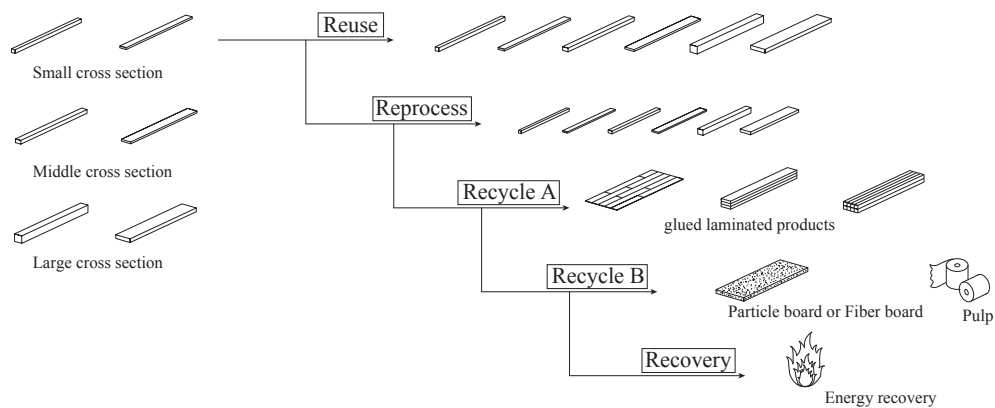 Reuse
Small cross section
Reprocess
Middle cross section
Recycle A
glued laminated products
Large cross section
Recycle B
Particle board or Fiber board
Pulp
Recovery
Energy recovery